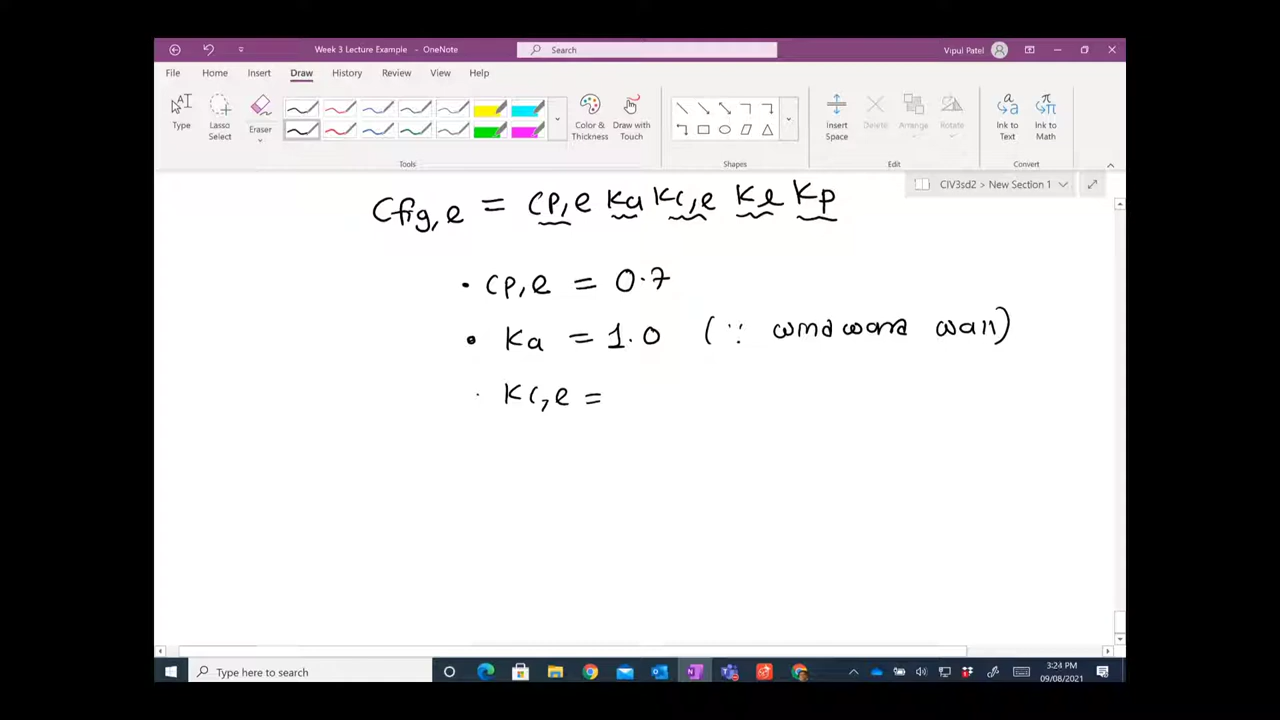 Week 3 Lecture Example - OneNote
Search
Vipul Patel
File Home Insert Draw History Review View Help
Type
Lasso Select
Eraser
Color & Thickness
Draw with Touch
Insert Space
Delete
Arrange
Rotate
Ink to Text
Ink to Math
Tools
Shapes
Edit
Convert
CIV3sd2 > New Section 1
Cfig,e = Cp,e Ka Kc,e Kl Kp
• Cp,e = 0.7
• Ka = 1.0 (∵ windward wall)
· Kc,e =
Type here to search
3:24 PM
09/08/2021